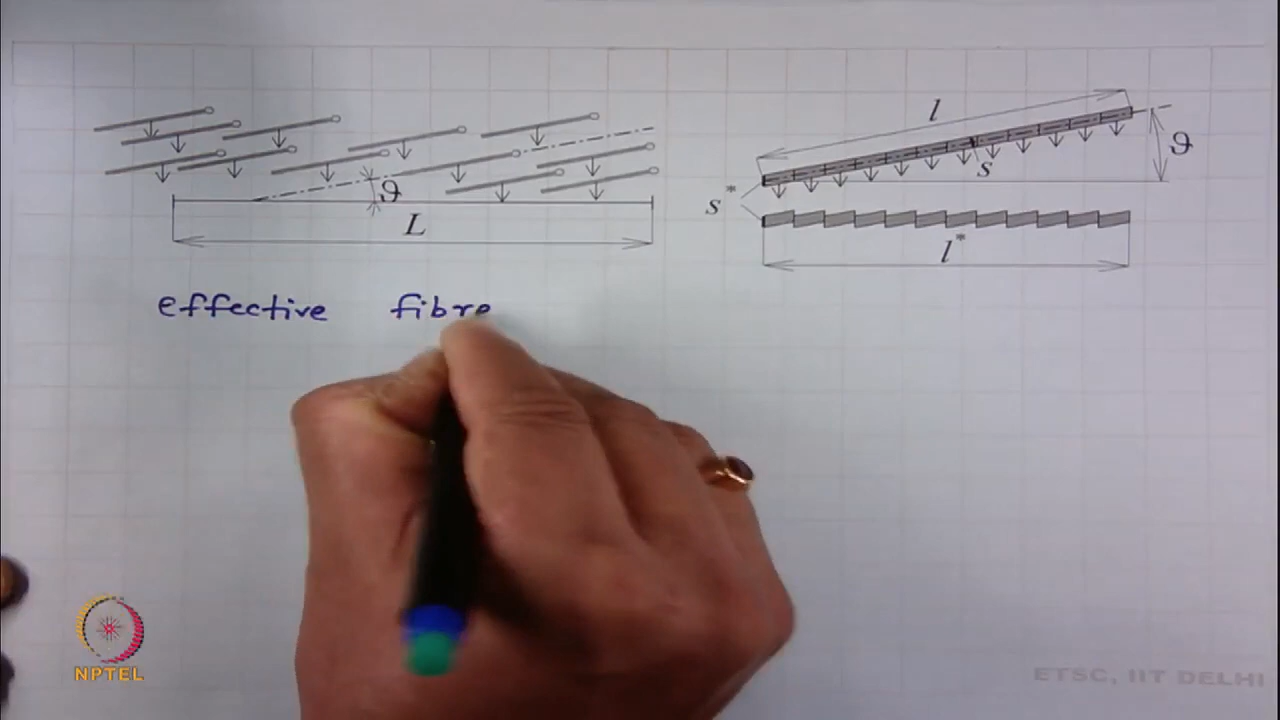 l
ϑ
s
ϑ
L
s*
l*
effective fibre
NPTEL
ETSC, IIT DELHI